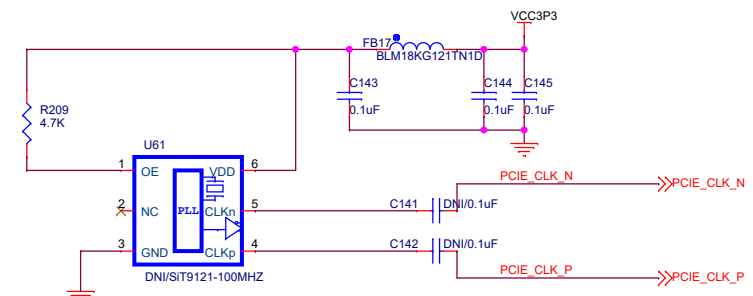 VCC3P3
FB17
BLM18KG121TN1D
C143
C144
C145
0.1uF
0.1uF
0.1uF
R209
4.7K
U61
1
OE
VDD
6
PCIE_CLK_N
PCIE_CLK_N
2
NC
PLL
CLKn
5
C141
DNI/0.1uF
3
GND
CLKp
4
C142
DNI/0.1uF
PCIE_CLK_P
PCIE_CLK_P
DNI/SiT9121-100MHZ